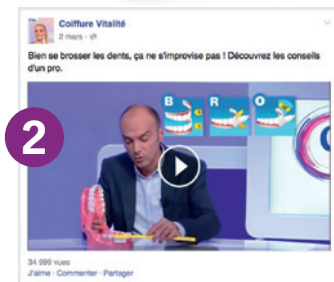 Coiffure Vitalité
2 mars ·
Bien se brosser les dents, ça ne s'improvise pas ! Découvrez les conseils
d'un pro.
B R O
2
34 999 vues
J'aime · Commenter · Partager